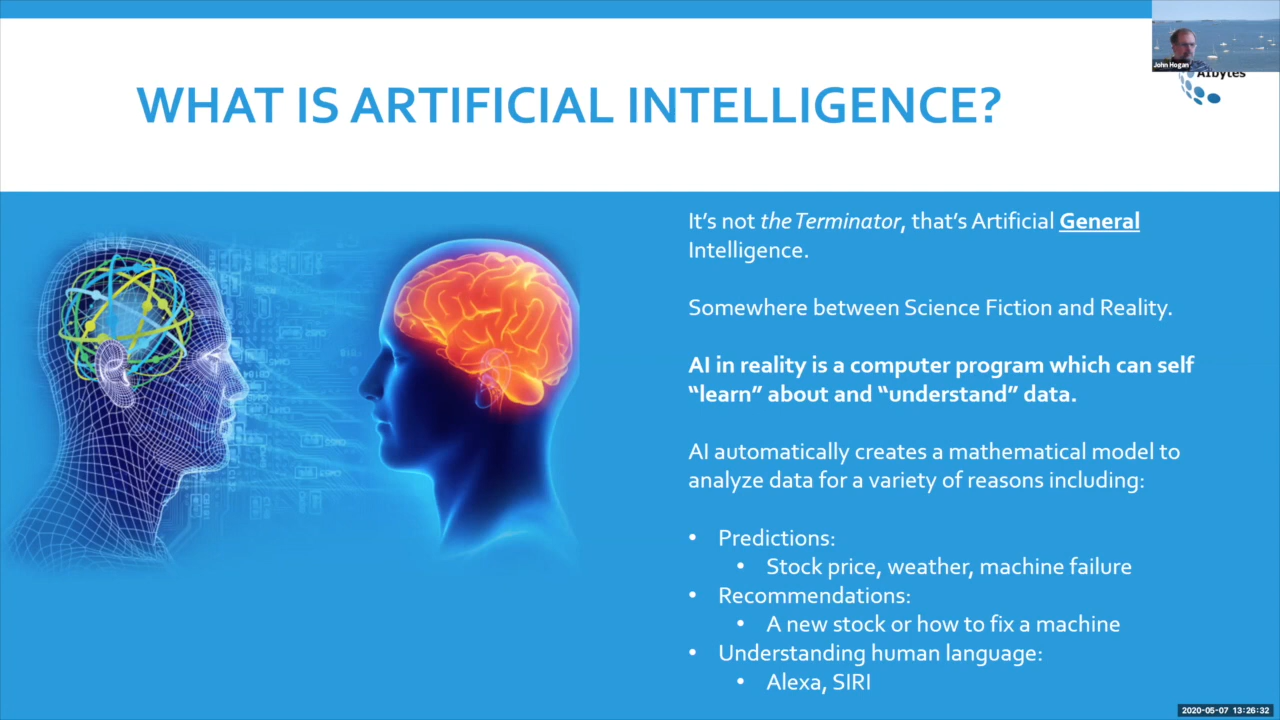 John Hogan
AIbytes
WHAT IS ARTIFICIAL INTELLIGENCE?
It's not the Terminator, that's Artificial General
Intelligence.
Somewhere between Science Fiction and Reality.
AI in reality is a computer program which can self
“learn” about and “understand” data.
AI automatically creates a mathematical model to
analyze data for a variety of reasons including:
• Predictions:
• Stock price, weather, machine failure
• Recommendations:
• A new stock or how to fix a machine
• Understanding human language:
• Alexa, SIRI
2020-05-07 13:26:32